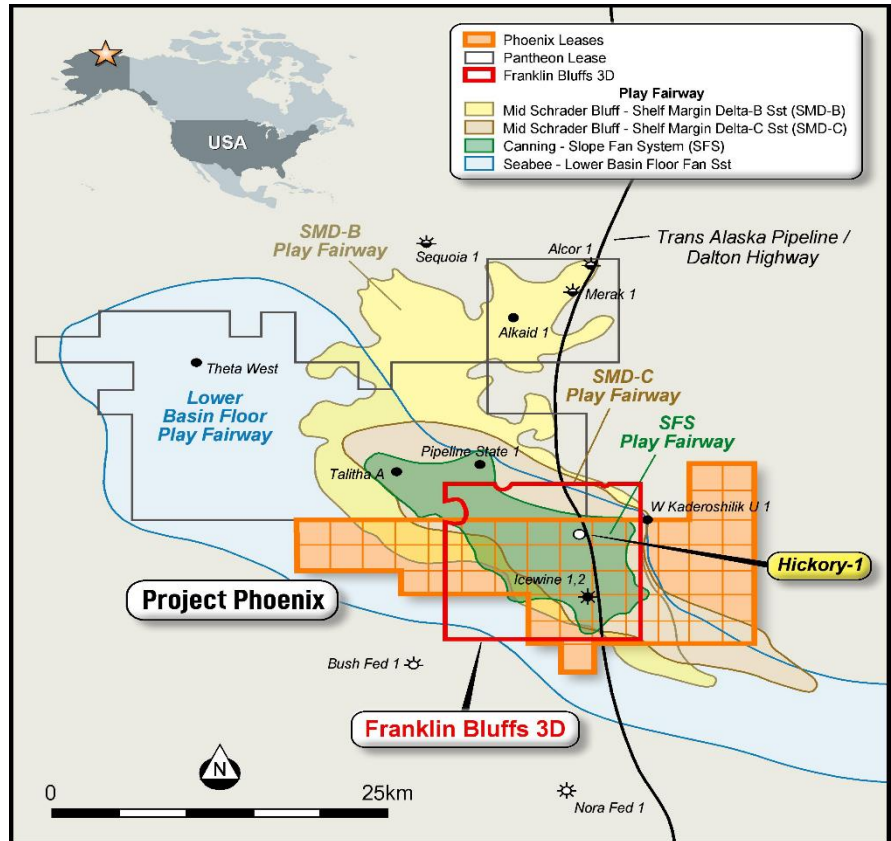 USA
Phoenix Leases
Pantheon Lease
Franklin Bluffs 3D
Play Fairway
Mid Schrader Bluff - Shelf Margin Delta-B Sst (SMD-B)
Mid Schrader Bluff - Shelf Margin Delta-C Sst (SMD-C)
Canning - Slope Fan System (SFS)
Seabee - Lower Basin Floor Fan Sst
SMD-B
Play Fairway
Sequoia 1
Alcor 1
Trans Alaska Pipeline /
Dalton Highway
Merak 1
Alkaid 1
Theta West
SMD-C
Play Fairway
Lower
Basin Floor
Play Fairway
SFS
Play Fairway
Pipeline State 1
Talitha A
W Kaderoshilik U 1
Hickory-1
Icewine 1,2
Project Phoenix
Bush Fed 1
Franklin Bluffs 3D
N
0
25km
Nora Fed 1